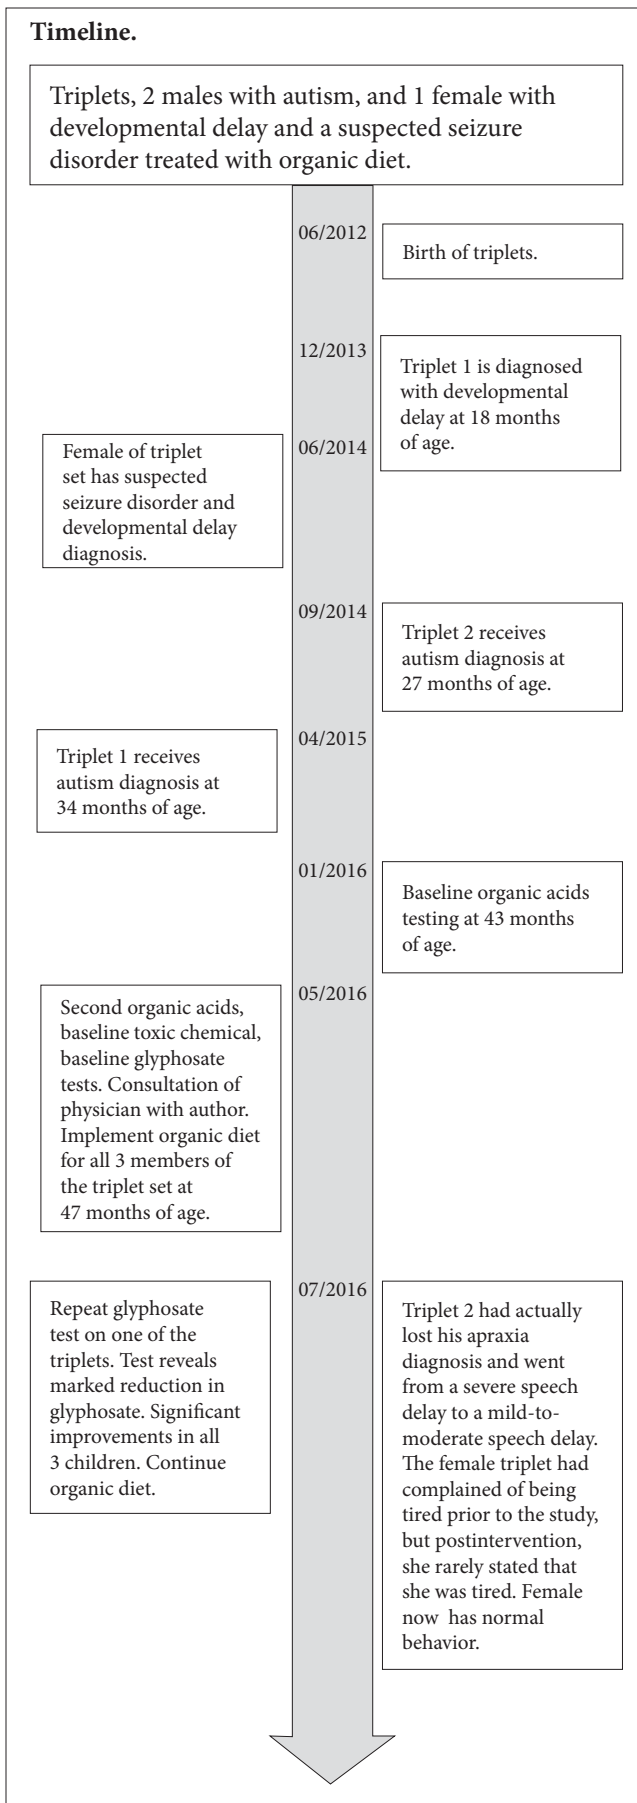 Timeline.
Triplets, 2 males with autism, and 1 female with
developmental delay and a suspected seizure
disorder treated with organic diet.
06/2012
Birth of triplets.
12/2013
Triplet 1 is diagnosed
with developmental
delay at 18 months
of age.
06/2014
Female of triplet
set has suspected
seizure disorder and
developmental delay
diagnosis.
09/2014
Triplet 2 receives
autism diagnosis at
27 months of age.
04/2015
Triplet 1 receives
autism diagnosis at
34 months of age.
01/2016
Baseline organic acids
testing at 43 months
of age.
05/2016
Second organic acids,
baseline toxic chemical,
baseline glyphosate
tests. Consultation of
physician with author.
Implement organic diet
for all 3 members of
the triplet set at
47 months of age.
07/2016
Repeat glyphosate
test on one of the
triplets. Test reveals
marked reduction in
glyphosate. Significant
improvements in all
3 children. Continue
organic diet.
Triplet 2 had actually
lost his apraxia
diagnosis and went
from a severe speech
delay to a mild-to-
moderate speech delay.
The female triplet had
complained of being
tired prior to the study,
but postintervention,
she rarely stated that
she was tired. Female
now has normal
behavior.